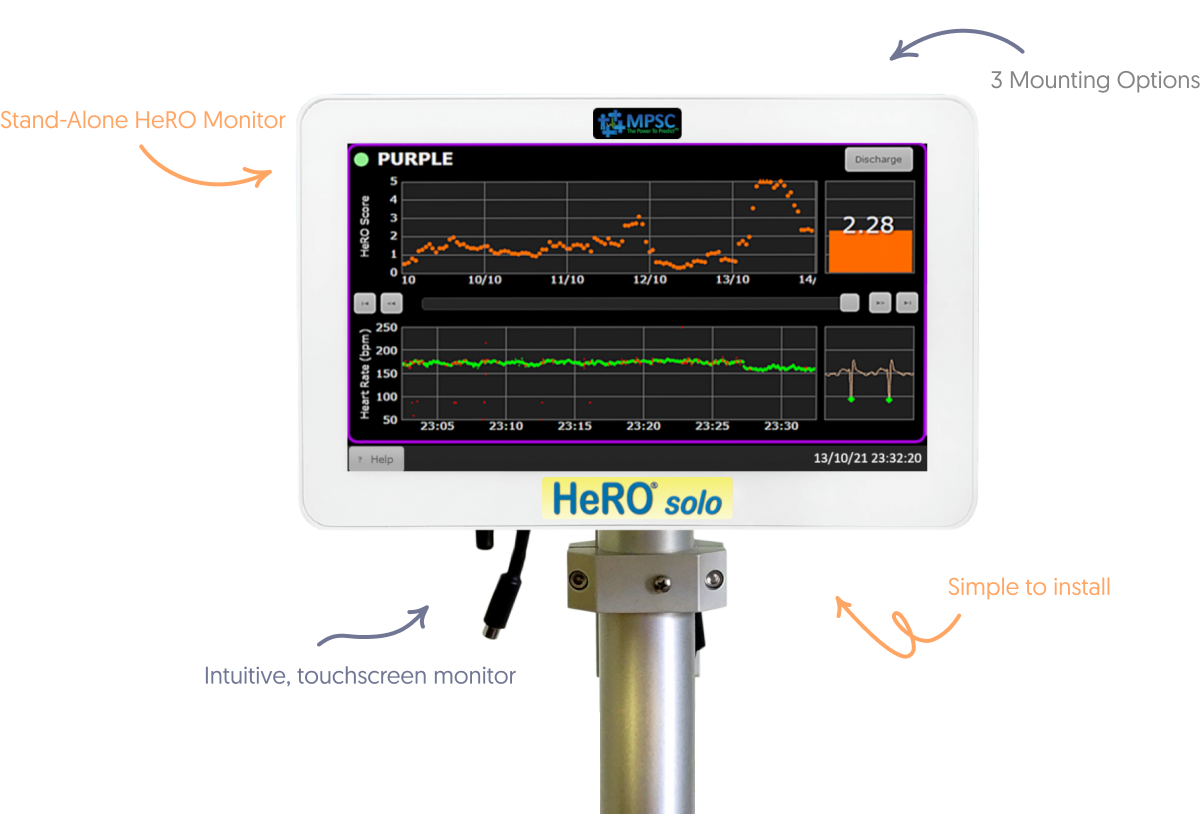 3 Mounting Options
Stand-Alone HeRO Monitor
MPSC
The Power To Predict™
PURPLE
Discharge
HeRO Score
5
4
3
2
1
0
10 10/10 11/10 12/10 13/10 14/
2.28
Heart Rate (bpm)
250
200
150
100
50
23:05 23:10 23:15 23:20 23:25 23:30
? Help
13/10/21 23:32:20
HeRO® solo
Simple to install
Intuitive, touchscreen monitor